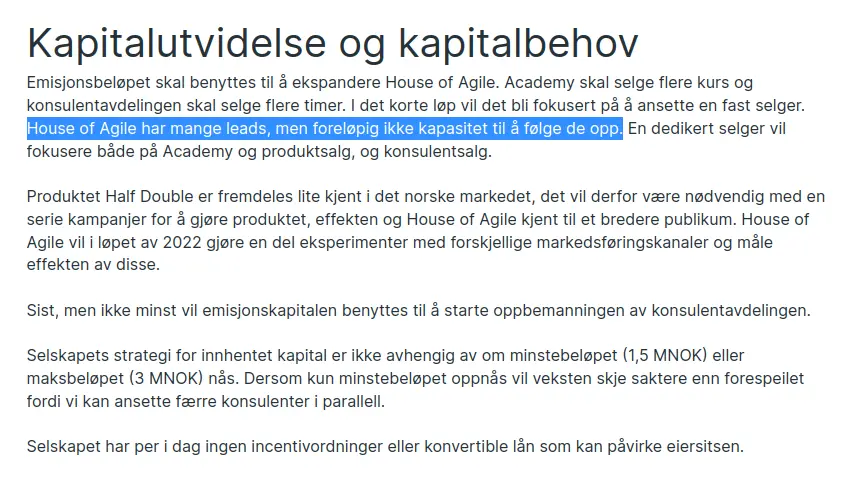 Kapitalutvidelse og kapitalbehov
Emisjonsbeløpet skal benyttes til å ekspandere House of Agile. Academy skal selge flere kurs og
konsulentavdelingen skal selge flere timer. I det korte løp vil det bli fokusert på å ansette en fast selger.
House of Agile har mange leads, men foreløpig ikke kapasitet til å følge de opp. En dedikert selger vil
fokusere både på Academy og produktsalg, og konsulentsalg.
Produktet Half Double er fremdeles lite kjent i det norske markedet, det vil derfor være nødvendig med en
serie kampanjer for å gjøre produktet, effekten og House of Agile kjent til et bredere publikum. House of
Agile vil i løpet av 2022 gjøre en del eksperimenter med forskjellige markedsføringskanaler og måle
effekten av disse.
Sist, men ikke minst vil emisjonskapitalen benyttes til å starte oppbemanningen av konsulentavdelingen.
Selskapets strategi for innhentet kapital er ikke avhengig av om minstebeløpet (1,5 MNOK) eller
maksbeløpet (3 MNOK) nås. Dersom kun minstebeløpet oppnås vil veksten skje saktere enn forespeilet
fordi vi kan ansette færre konsulenter i parallell.
Selskapet har per i dag ingen incentivordninger eller konvertible lån som kan påvirke eiersitsen.